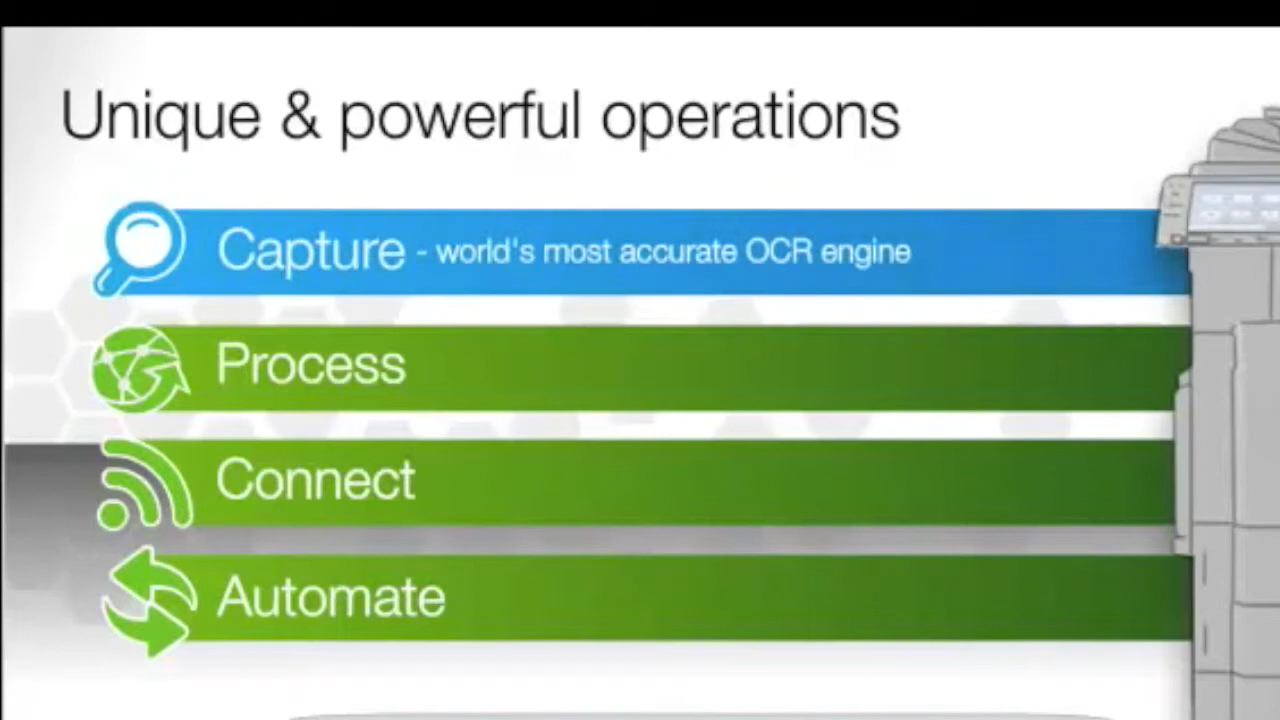 Unique & powerful operations
Capture - world's most accurate OCR engine
Process
Connect
Automate